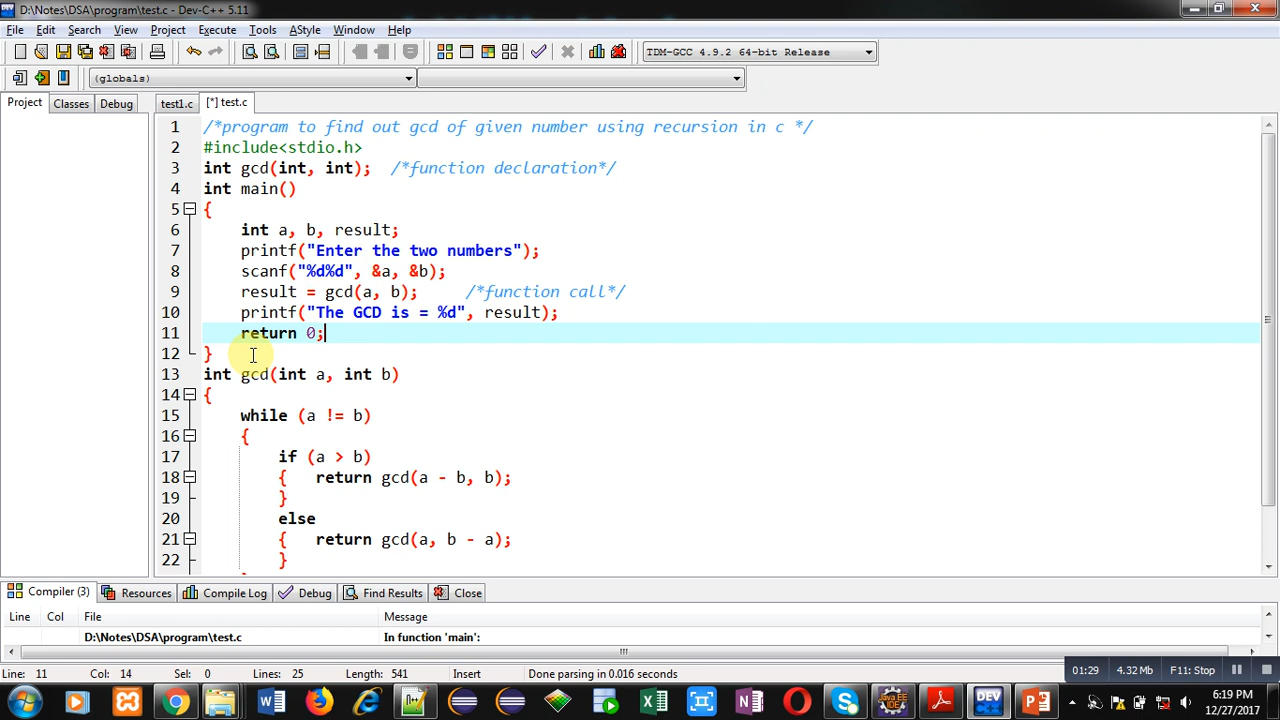 D:\Notes\DSA\program\test.c - Dev-C++ 5.11
File Edit Search View Project Execute Tools AStyle Window Help
TDM-GCC 4.9.2 64-bit Release
(globals)
Project Classes Debug test1.c [*] test.c
1 /*program to find out gcd of given number using recursion in c */
2 #include<stdio.h>
3 int gcd(int, int); /*function declaration*/
4 int main()
5 {
6 int a, b, result;
7 printf("Enter the two numbers");
8 scanf("%d%d", &a, &b);
9 result = gcd(a, b); /*function call*/
10 printf("The GCD is = %d", result);
11 return 0;
12 }
13 int gcd(int a, int b)
14 {
15 while (a != b)
16 {
17 if (a > b)
18 { return gcd(a - b, b);
19 }
20 else
21 { return gcd(a, b - a);
22 }
Compiler (3) Resources Compile Log Debug Find Results Close
Line Col File Message
D:\Notes\DSA\program\test.c In function 'main':
Line: 11 Col: 14 Sel: 0 Lines: 25 Length: 541 Insert Done parsing in 0.016 seconds
01:29 4.32 Mb F11: Stop
6:19 PM
12/27/2017